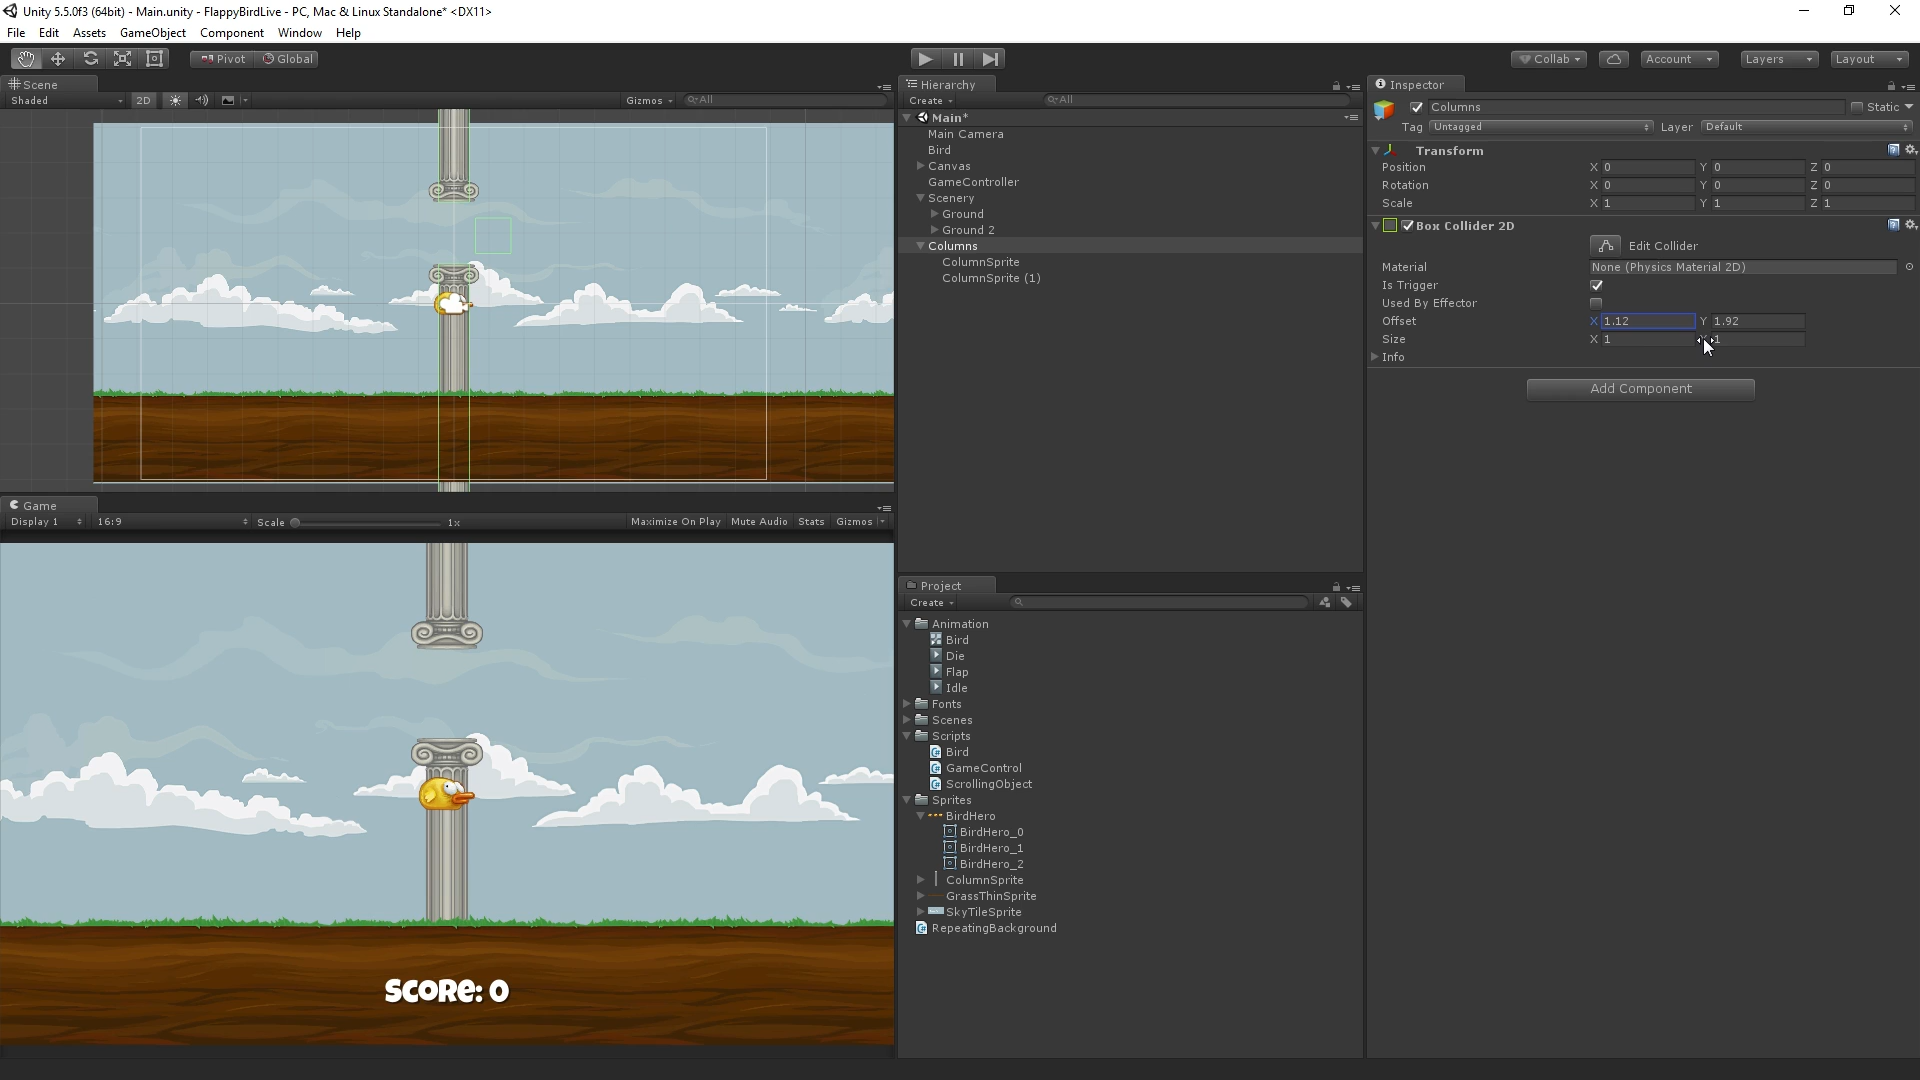 Unity 5.5.0f3 (64bit) - Main.unity - FlappyBirdLive - PC, Mac & Linux Standalone* <DX11>
File Edit Assets GameObject Component Window Help
Pivot Global Collab Account Layers Layout
Scene
Shaded 2D Gizmos All
Hierarchy
Create All
Main*
Main Camera
Bird
Canvas
GameController
Scenery
Ground
Ground 2
Columns
ColumnSprite
ColumnSprite (1)
Inspector
Columns Static
Tag Untagged Layer Default
Transform
Position X 0 Y 0 Z 0
Rotation X 0 Y 0 Z 0
Scale X 1 Y 1 Z 1
Box Collider 2D
Edit Collider
Material None (Physics Material 2D)
Is Trigger
Used By Effector
Offset X 1.12 Y 1.92
Size X 1 1
Info
Add Component
Game
Display 1 16:9 Scale 1x Maximize On Play Mute Audio Stats Gizmos
SCORE: 0
Project
Create
Animation
Bird
Die
Flap
Idle
Fonts
Scenes
Scripts
Bird
GameControl
ScrollingObject
Sprites
BirdHero
BirdHero_0
BirdHero_1
BirdHero_2
ColumnSprite
GrassThinSprite
SkyTileSprite
RepeatingBackground